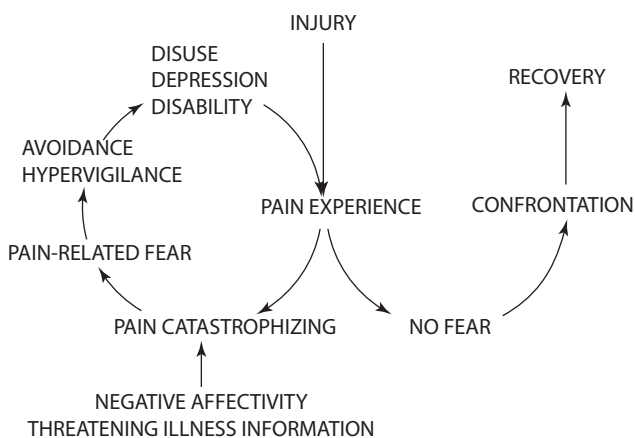 INJURY
DISUSE
DEPRESSION
DISABILITY
RECOVERY
AVOIDANCE
HYPERVIGILANCE
PAIN EXPERIENCE
CONFRONTATION
PAIN-RELATED FEAR
PAIN CATASTROPHIZING
NO FEAR
NEGATIVE AFFECTIVITY
THREATENING ILLNESS INFORMATION